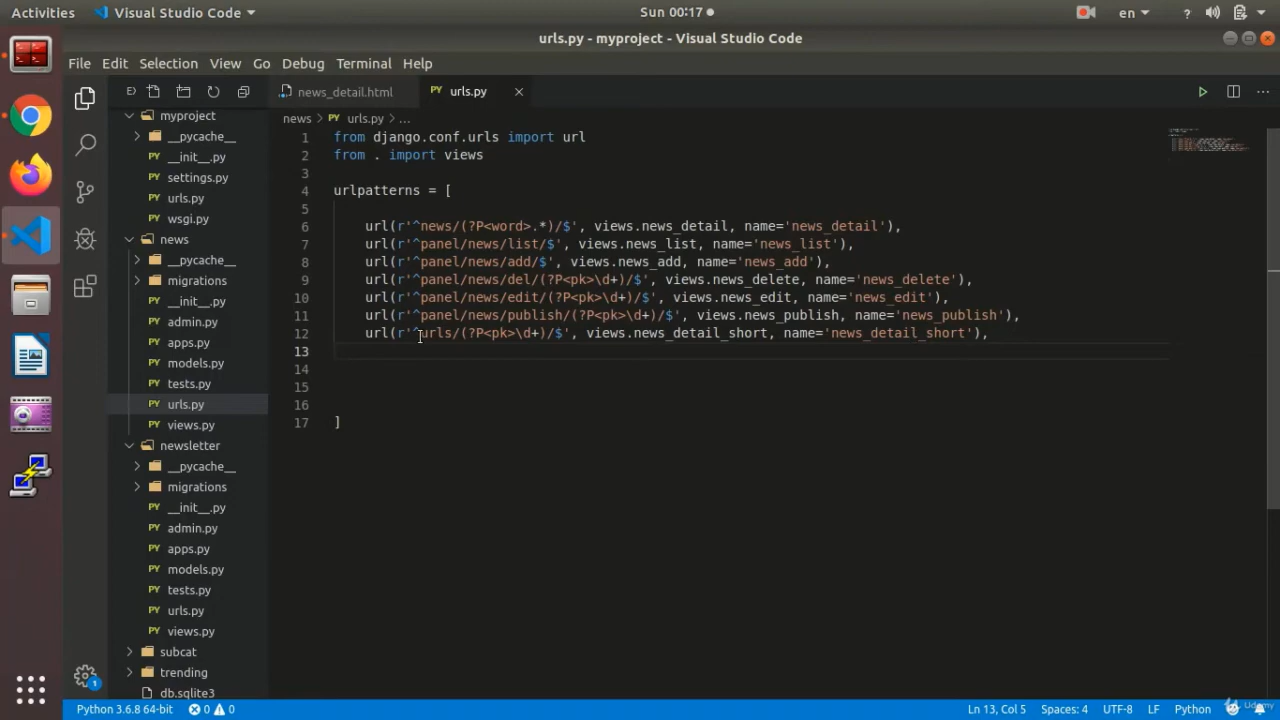 Activities
Visual Studio Code
Sun 00:17
en
urls.py - myproject - Visual Studio Code
File Edit Selection View Go Debug Terminal Help
news_detail.html
urls.py
news > urls.py > ...
myproject
__pycache__
__init__.py
settings.py
urls.py
wsgi.py
news
__pycache__
migrations
__init__.py
admin.py
apps.py
models.py
tests.py
urls.py
views.py
newsletter
__pycache__
migrations
__init__.py
admin.py
apps.py
models.py
tests.py
urls.py
views.py
subcat
trending
db.sqlite3
1 from django.conf.urls import url
2 from . import views
3
4 urlpatterns = [
5
6 url(r'^news/(?P<word>.*)/$', views.news_detail, name='news_detail'),
7 url(r'^panel/news/list/$', views.news_list, name='news_list'),
8 url(r'^panel/news/add/$', views.news_add, name='news_add'),
9 url(r'^panel/news/del/(?P<pk>\d+)/$', views.news_delete, name='news_delete'),
10 url(r'^panel/news/edit/(?P<pk>\d+)/$', views.news_edit, name='news_edit'),
11 url(r'^panel/news/publish/(?P<pk>\d+)/$', views.news_publish, name='news_publish'),
12 url(r'^urls/(?P<pk>\d+)/$', views.news_detail_short, name='news_detail_short'),
13
14
15
16
17 ]
1
Python 3.6.8 64-bit
0
0
Ln 13, Col 5
Spaces: 4
UTF-8
LF
Python
Udemy